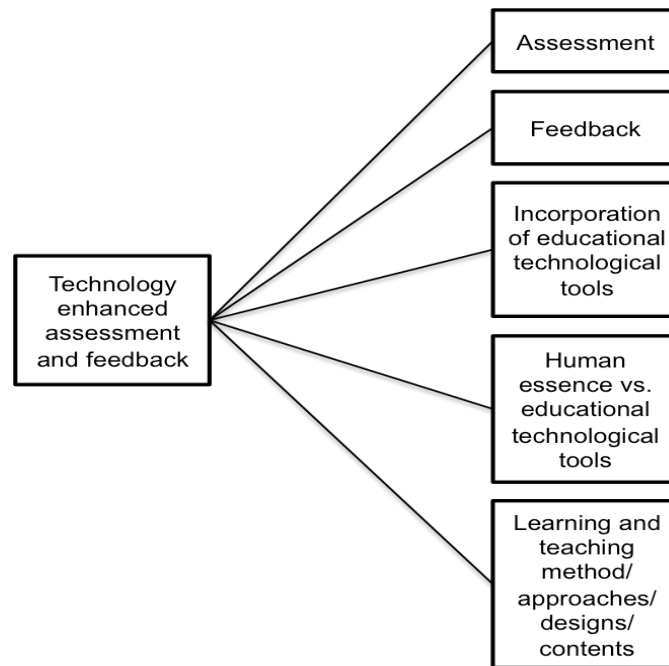 Assessment
Feedback
Incorporation
of educational
technological
tools
Technology
enhanced
assessment
and feedback
Human
essence vs.
educational
technological
tools
Learning and
teaching
method/
approaches/
designs/
contents